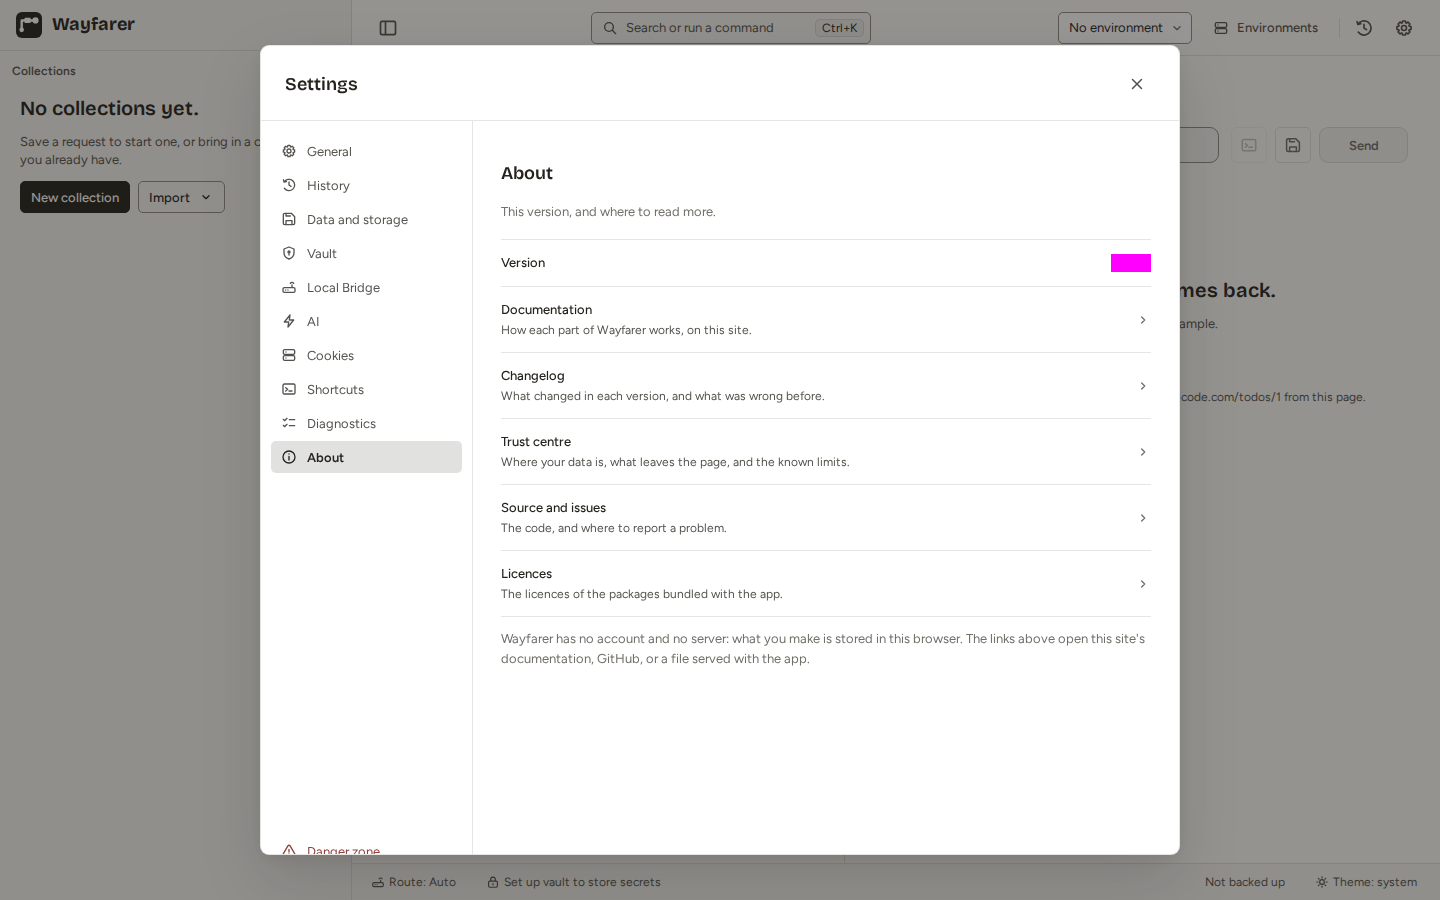 Wayfarer
Search or run a command
Ctrl+K
No environment
Environments
Collections
No collections yet.
Save a request to start one, or bring in a c
you already have.
New collection
Import
Send
mes back.
ample.
code.com/todos/1 from this page.
Settings
General
History
Data and storage
Vault
Local Bridge
AI
Cookies
Shortcuts
Diagnostics
About
Danger zone
About
This version, and where to read more.
Version
Documentation
How each part of Wayfarer works, on this site.
Changelog
What changed in each version, and what was wrong before.
Trust centre
Where your data is, what leaves the page, and the known limits.
Source and issues
The code, and where to report a problem.
Licences
The licences of the packages bundled with the app.
Wayfarer has no account and no server: what you make is stored in this browser. The links above open this site's
documentation, GitHub, or a file served with the app.
Route: Auto
Set up vault to store secrets
Not backed up
Theme: system